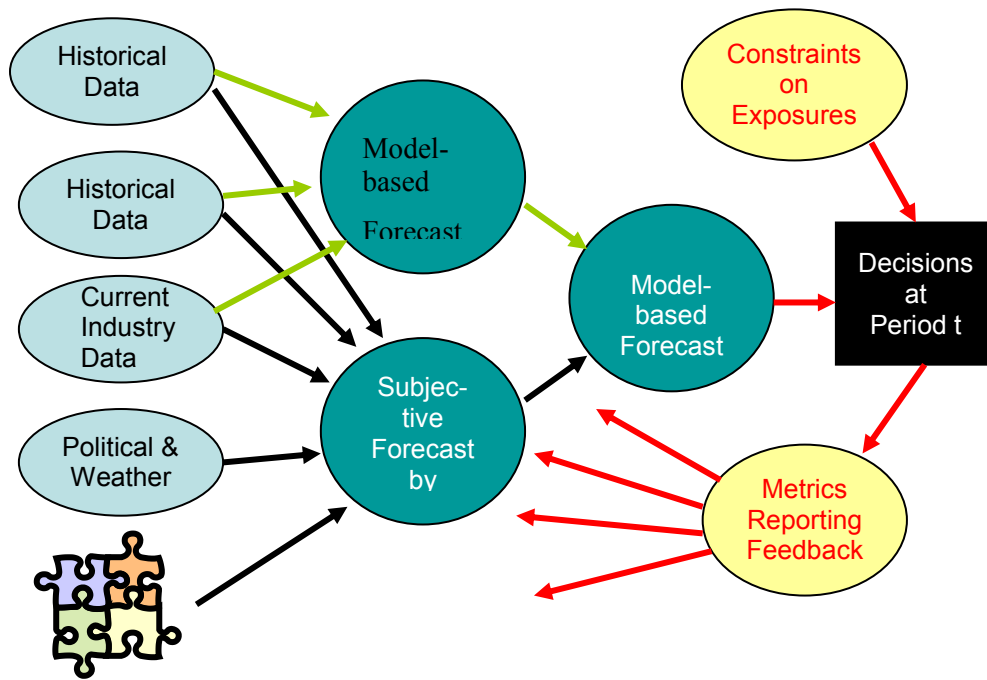 Historical
Data
Historical
Data
Current
Industry
Data
Political &
Weather
Model-
based
Forecast
Subjec-
tive
Forecast
by
Model-
based
Forecast
Constraints
on
Exposures
Decisions
at
Period t
Metrics
Reporting
Feedback